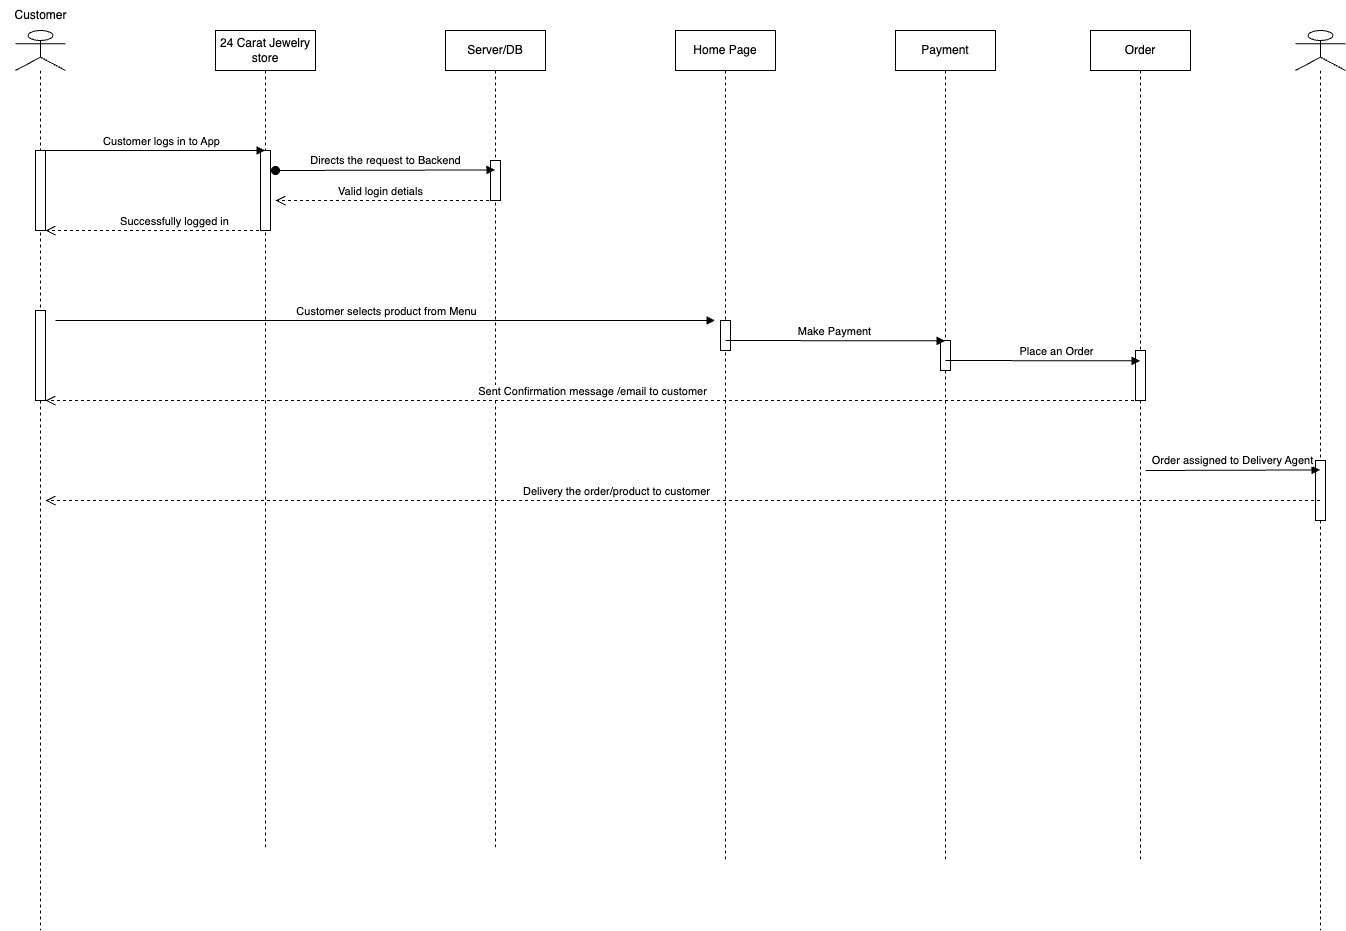 Customer
24 Carat Jewelry
store
Server/DB
Home Page
Payment
Order
Customer logs in to App
Directs the request to Backend
Valid login detials
Successfully logged in
Customer selects product from Menu
Make Payment
Place an Order
Sent Confirmation message /email to customer
Order assigned to Delivery Agent
Delivery the order/product to customer